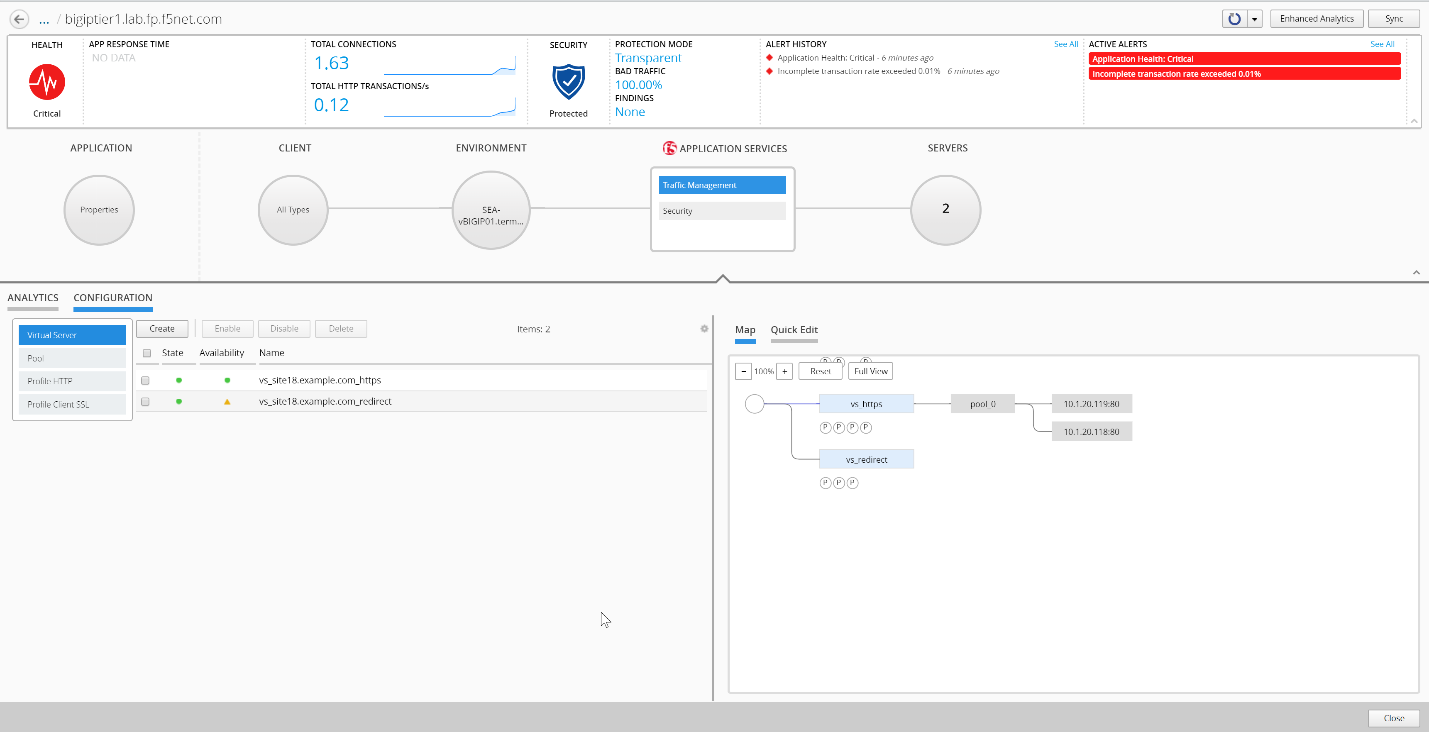 ... / bigiptier1.lab.fp.f5net.com
Enhanced Analytics
Sync
HEALTH
Critical
APP RESPONSE TIME
NO DATA
TOTAL CONNECTIONS
1.63
TOTAL HTTP TRANSACTIONS/s
0.12
SECURITY
Protected
PROTECTION MODE
Transparent
BAD TRAFFIC
100.00%
FINDINGS
None
ALERT HISTORY
See All
Application Health: Critical - 6 minutes ago
Incomplete transaction rate exceeded 0.01% 6 minutes ago
ACTIVE ALERTS
See All
Application Health: Critical
Incomplete transaction rate exceeded 0.01%
APPLICATION
CLIENT
ENVIRONMENT
f5 APPLICATION SERVICES
SERVERS
Properties
All Types
SEA-
vBIGIP01.term...
Traffic Management
Security
2
ANALYTICS
CONFIGURATION
Virtual Server
Pool
Profile HTTP
Profile Client SSL
Create
Enable
Disable
Delete
Items: 2
State
Availability
Name
vs_site18.example.com_https
vs_site18.example.com_redirect
Map
Quick Edit
P P P
- 100% +
Reset
Full View
vs_https
pool_0
10.1.20.119:80
P P P P
10.1.20.118:80
vs_redirect
P P P
Close